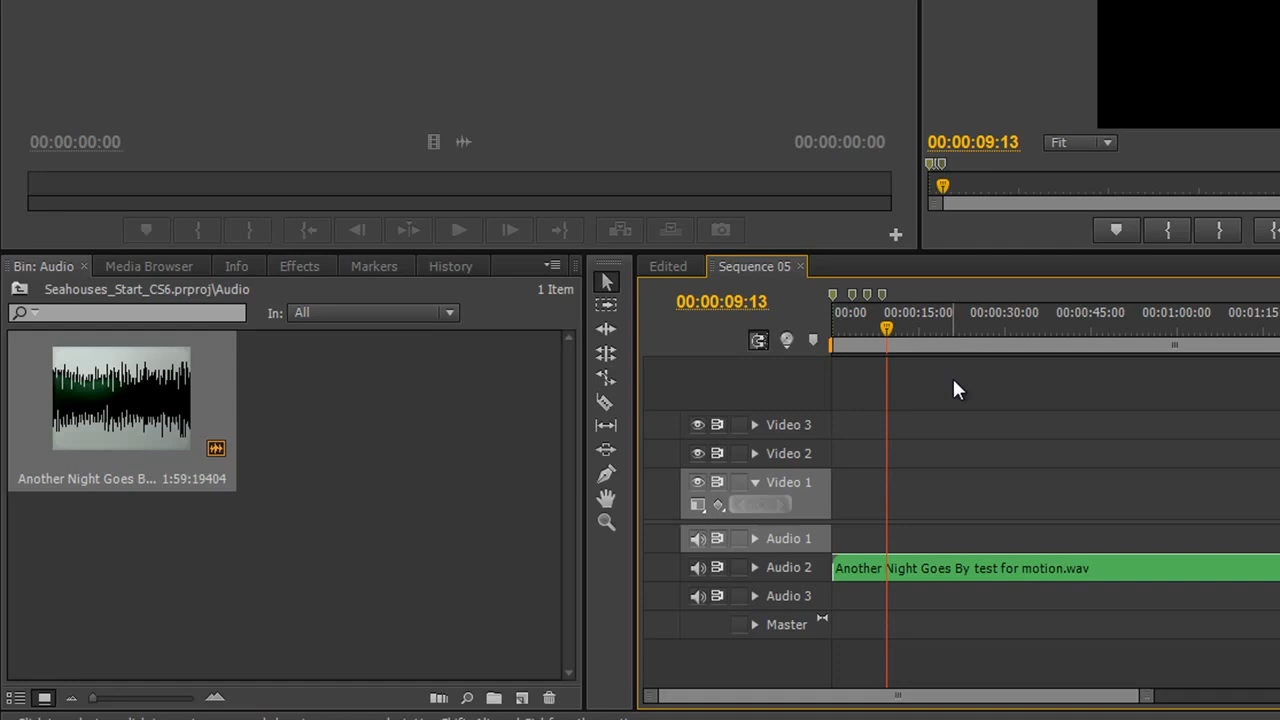 00:00:00:00
00:00:00:00
00:00:09:13
Fit
Bin: Audio
Media Browser
Info
Effects
Markers
History
Seahouses_Start_CS6.prproj\Audio
1 Item
In:
All
Another Night Goes B...
1:59:19404
Edited
Sequence 05
00:00:09:13
00:00
00:00:15:00
00:00:30:00
00:00:45:00
00:01:00:00
00:01:15
Video 3
Video 2
Video 1
Audio 1
Audio 2
Another Night Goes By test for motion.wav
Audio 3
Master